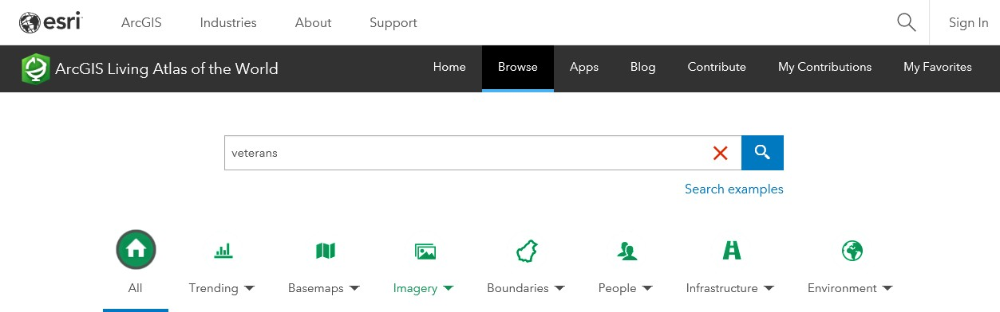 esri ArcGIS Industries About Support Sign In
ArcGIS Living Atlas of the World Home Browse Apps Blog Contribute My Contributions My Favorites
veterans
Search examples
All Trending Basemaps Imagery Boundaries People Infrastructure Environment